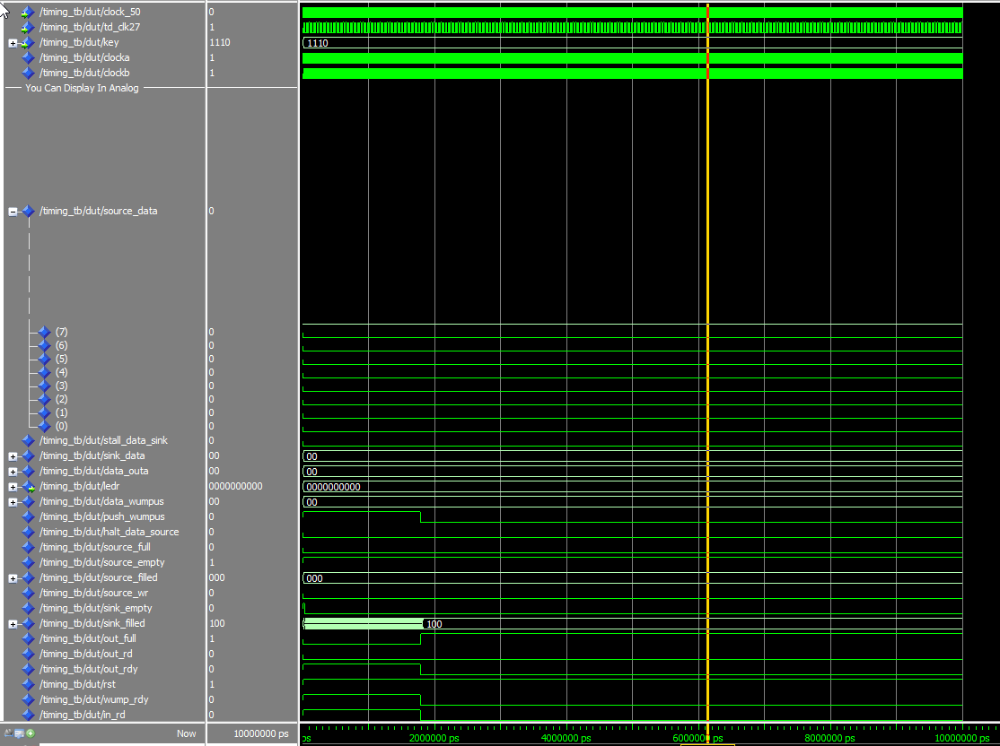 /timing_tb/dut/clock_50 0
/timing_tb/dut/td_clk27 1
/timing_tb/dut/key 1110 1110
/timing_tb/dut/clocka 1
/timing_tb/dut/clockb 1
You Can Display In Analog
/timing_tb/dut/source_data 0
(7) 0
(6) 0
(5) 0
(4) 0
(3) 0
(2) 0
(1) 0
(0) 0
/timing_tb/dut/stall_data_sink 0
/timing_tb/dut/sink_data 00 00
/timing_tb/dut/data_outa 00 00
/timing_tb/dut/ledr 0000000000 0000000000
/timing_tb/dut/data_wumpus 00 00
/timing_tb/dut/push_wumpus 0
/timing_tb/dut/halt_data_source 0
/timing_tb/dut/source_full 0
/timing_tb/dut/source_empty 1
/timing_tb/dut/source_filled 000 000
/timing_tb/dut/source_wr 0
/timing_tb/dut/sink_empty 0
/timing_tb/dut/sink_filled 100 100
/timing_tb/dut/out_full 1
/timing_tb/dut/out_rd 0
/timing_tb/dut/out_rdy 0
/timing_tb/dut/rst 1
/timing_tb/dut/wump_rdy 0
/timing_tb/dut/in_rd 0
Now 10000000 ps ps 2000000 ps 4000000 ps 6000000 ps 8000000 ps 10000000 ps